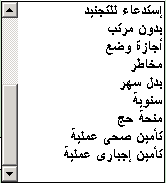 إستدعاء للتجنيد
بدون مرتب
أجازة وضع
مخاطر
بدل سهر
سنوية
منحة حج
تأمين صحى عملية
تأمين إجبارى عملية